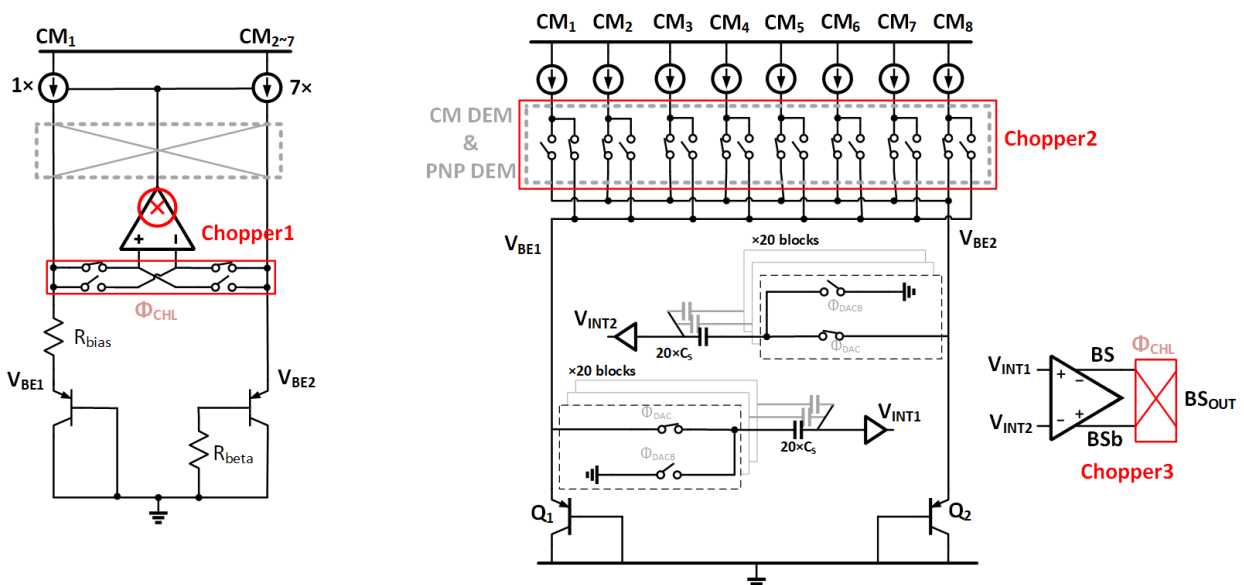 CM1
CM2~7
1×
7×
+
−
Chopper1
ΦCHL
Rbias
VBE1
VBE2
Rbeta
CM1
CM2
CM3
CM4
CM5
CM6
CM7
CM8
CM DEM
&
PNP DEM
Chopper2
VBE1
VBE2
×20 blocks
ΦDACB
VINT2
20×Cs
ΦDAC
×20 blocks
ΦDAC
VINT1
20×Cs
ΦDACB
Q1
Q2
VINT1
+
−
BS
ΦCHL
BSOUT
VINT2
−
+
BSb
Chopper3